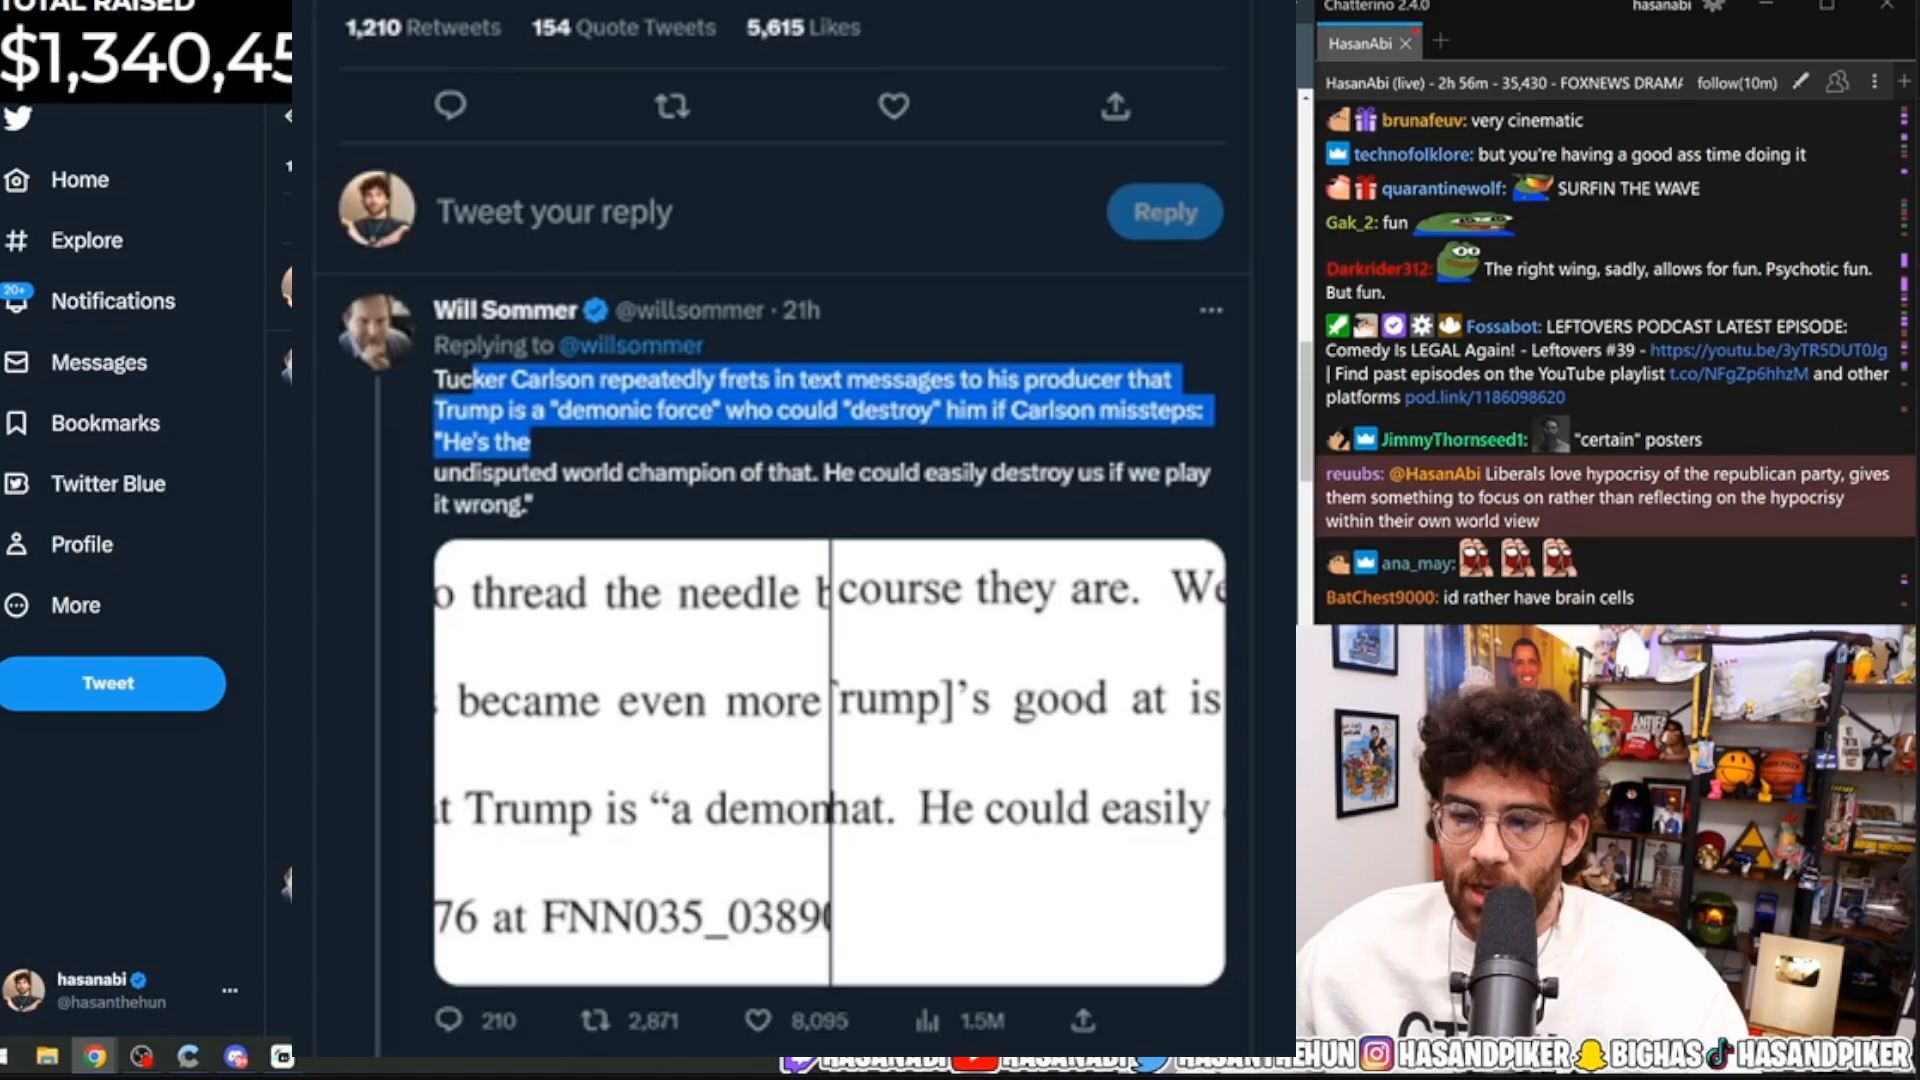 TOTAL RAISED
$1,340,45
Home
Explore
20+
Notifications
Messages
Bookmarks
Twitter Blue
Profile
More
Tweet
hasanabi
@hasanthehun
1,210 Retweets 154 Quote Tweets 5,615 Likes
Tweet your reply
Reply
Will Sommer @willsommer · 21h
Replying to @willsommer
Tucker Carlson repeatedly frets in text messages to his producer that
Trump is a "demonic force" who could "destroy" him if Carlson missteps:
"He's the
undisputed world champion of that. He could easily destroy us if we play
it wrong."
o thread the needle b
became even more
t Trump is “a demon
76 at FNN035_0389
course they are. We
rump]’s good at is
hat. He could easily
210 2,871 8,095 1.5M
Chatterino 2.4.0 hasanabi
HasanAbi
HasanAbi (live) - 2h 56m - 35,430 - FOXNEWS DRAMA follow(10m)
brunafeuv: very cinematic
technofolklore: but you're having a good ass time doing it
quarantinewolf: SURFIN THE WAVE
Gak_2: fun
Darkrider312: The right wing, sadly, allows for fun. Psychotic fun.
But fun.
Fossabot: LEFTOVERS PODCAST LATEST EPISODE:
Comedy Is LEGAL Again! - Leftovers #39 - https://youtu.be/3yTR5DUT0Jg
| Find past episodes on the YouTube playlist t.co/NFgZp6hhzM and other
platforms pod.link/1186098620
JimmyThornseed1: "certain" posters
reuubs: @HasanAbi Liberals love hypocrisy of the republican party, gives
them something to focus on rather than reflecting on the hypocrisy
within their own world view
ana_may:
BatChest9000: id rather have brain cells
HASANABI HASANABI HASANTHEHUN HASANDPIKER BIGHAS HASANDPIKER